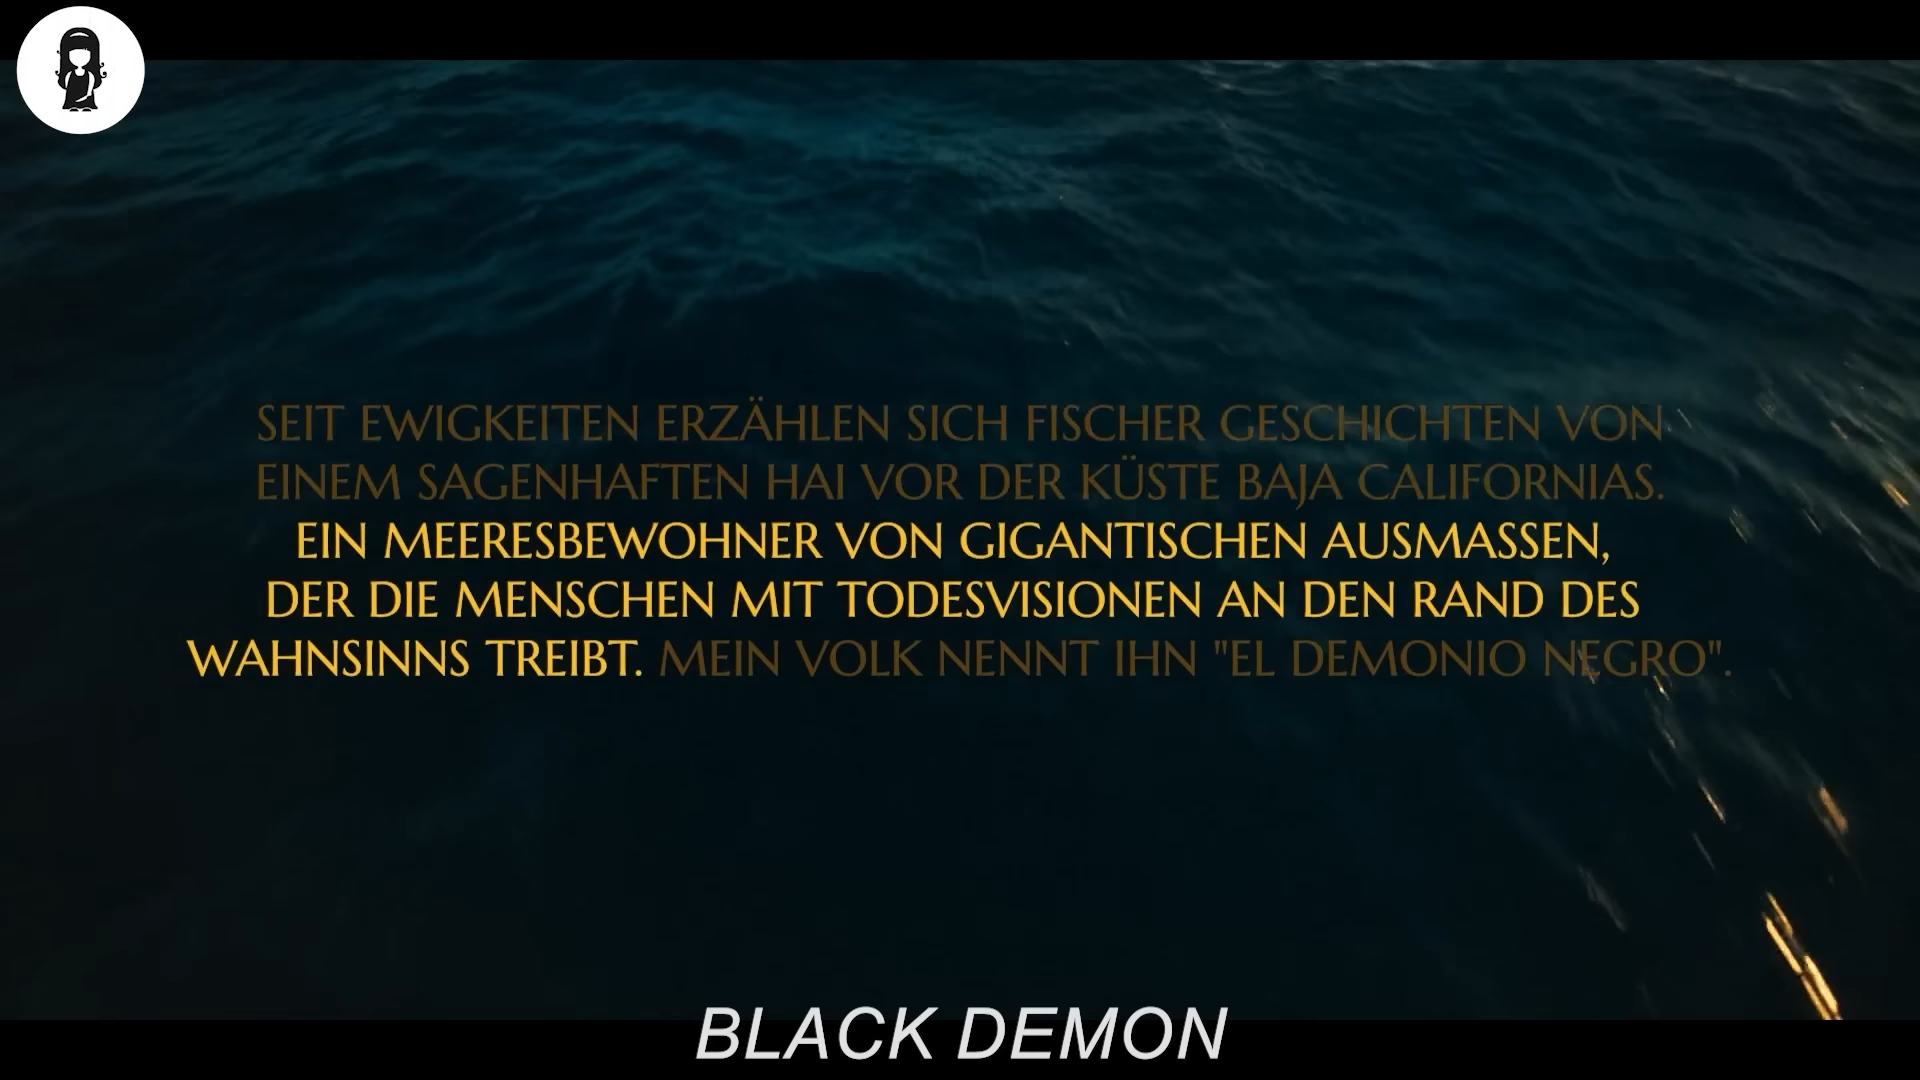 SEIT EWIGKEITEN ERZÄHLEN SICH FISCHER GESCHICHTEN VON
EINEM SAGENHAFTEN HAI VOR DER KÜSTE BAJA CALIFORNIAS.
EIN MEERESBEWOHNER VON GIGANTISCHEN AUSMASSEN,
DER DIE MENSCHEN MIT TODESVISIONEN AN DEN RAND DES
WAHNSINNS TREIBT. MEIN VOLK NENNT IHN "EL DEMONIO NEGRO".
BLACK DEMON